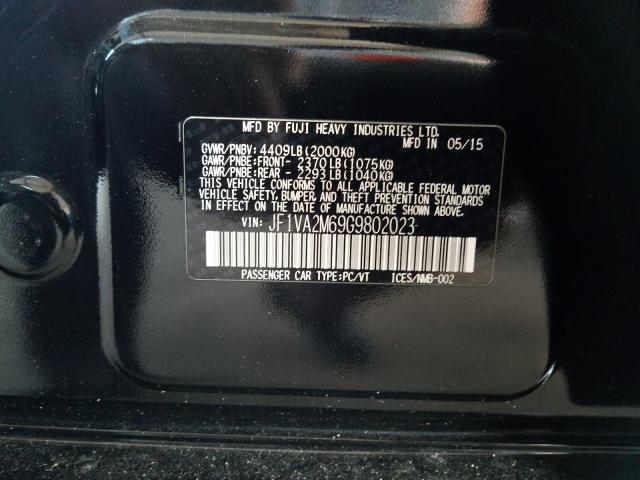 MFD BY FUJI HEAVY INDUSTRIES LTD.
MFD IN 05/15
GVWR/PNBV: 4409LB (2000KG)
GAWR/PNBE:FRONT- 2370LB (1075KG)
GAWR/PNBE:REAR - 2293LB (1040KG)
THIS VEHICLE CONFORMS TO ALL APPLICABLE FEDERAL MOTOR
VEHICLE SAFETY, BUMPER, AND THEFT PREVENTION STANDARDS
IN EFFECT ON THE DATE OF MANUFACTURE SHOWN ABOVE.
VIN: JF1VA2M69G9802023
PASSENGER CAR TYPE:PC/VT ICES/NMB-002